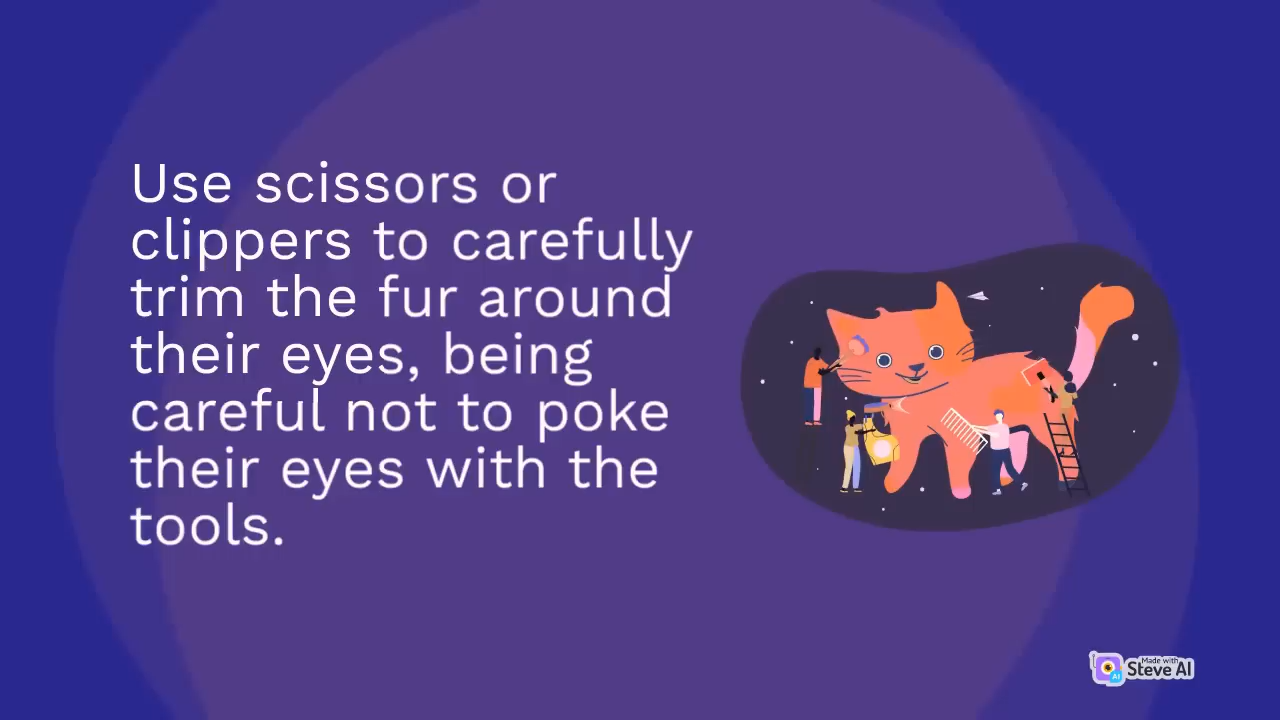 Use scissors or
clippers to carefully
trim the fur around
their eyes, being
careful not to poke
their eyes with the
tools.
Made with
Steve AI
AI